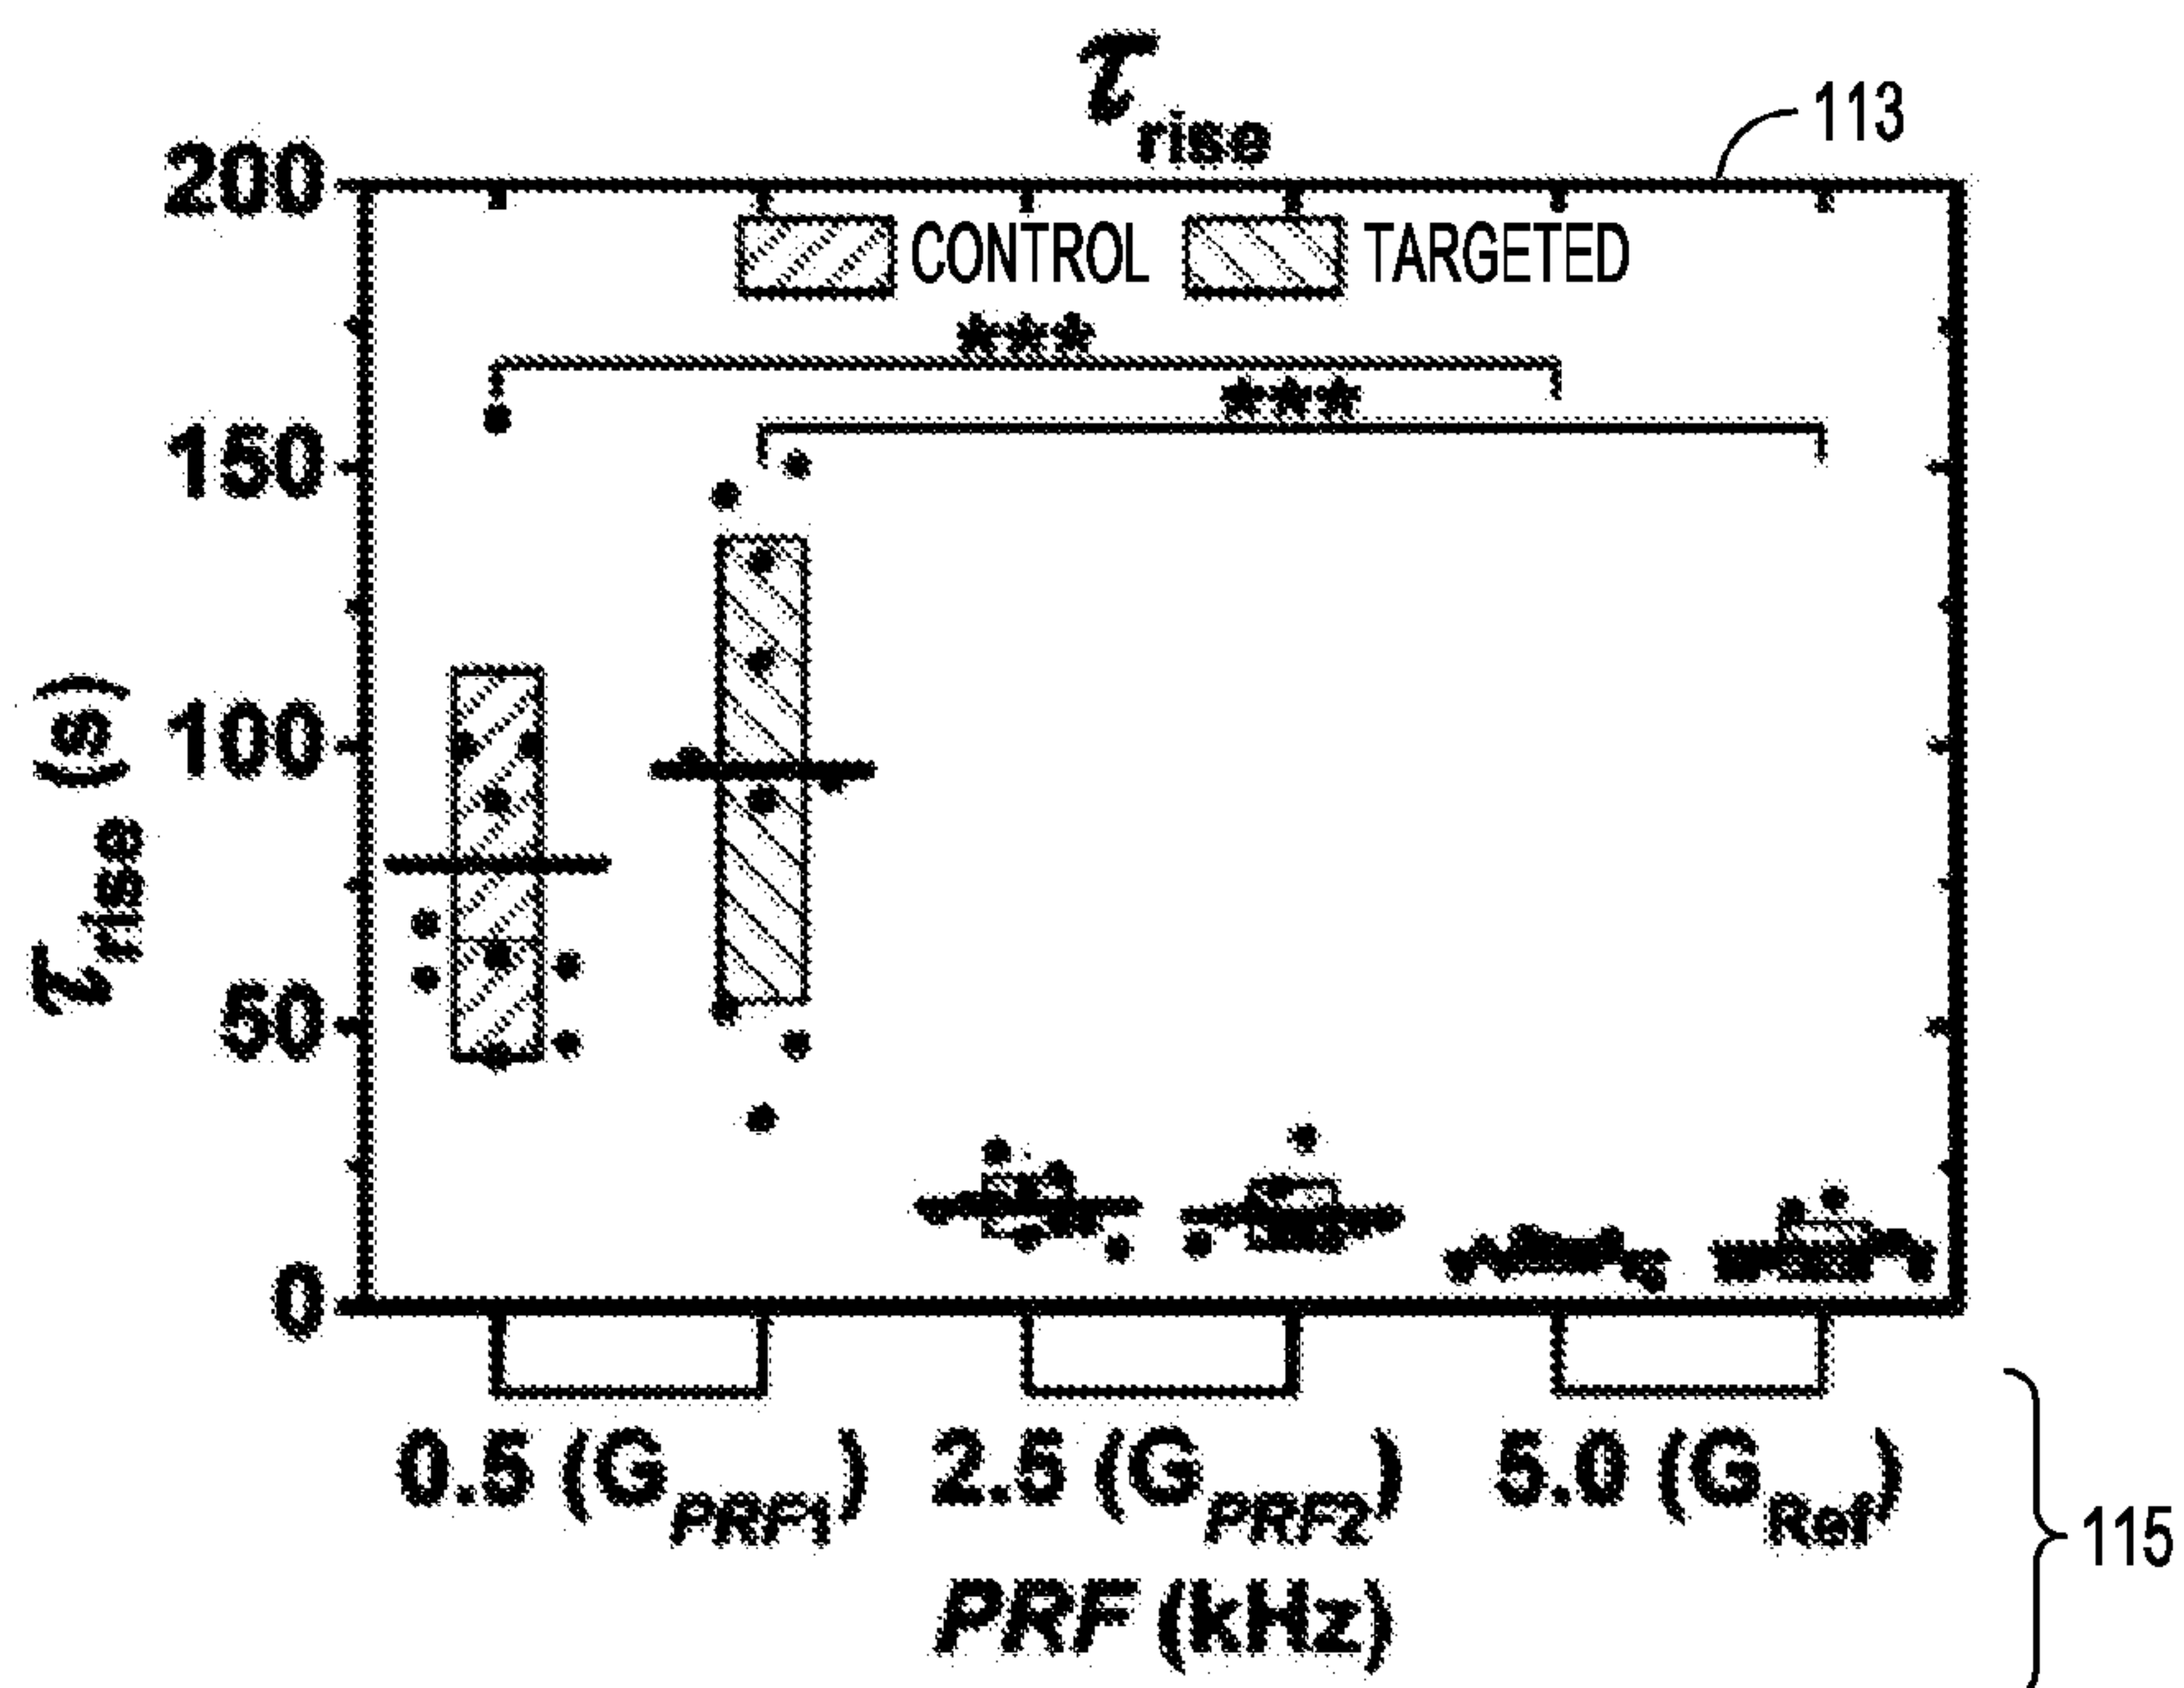 τrise
113
200
CONTROL TARGETED
***
***
150
100
50
0
τrise (s)
0.5 (GPRF1) 2.5 (GPRF2) 5.0 (GRef)
115
PRF (kHz)